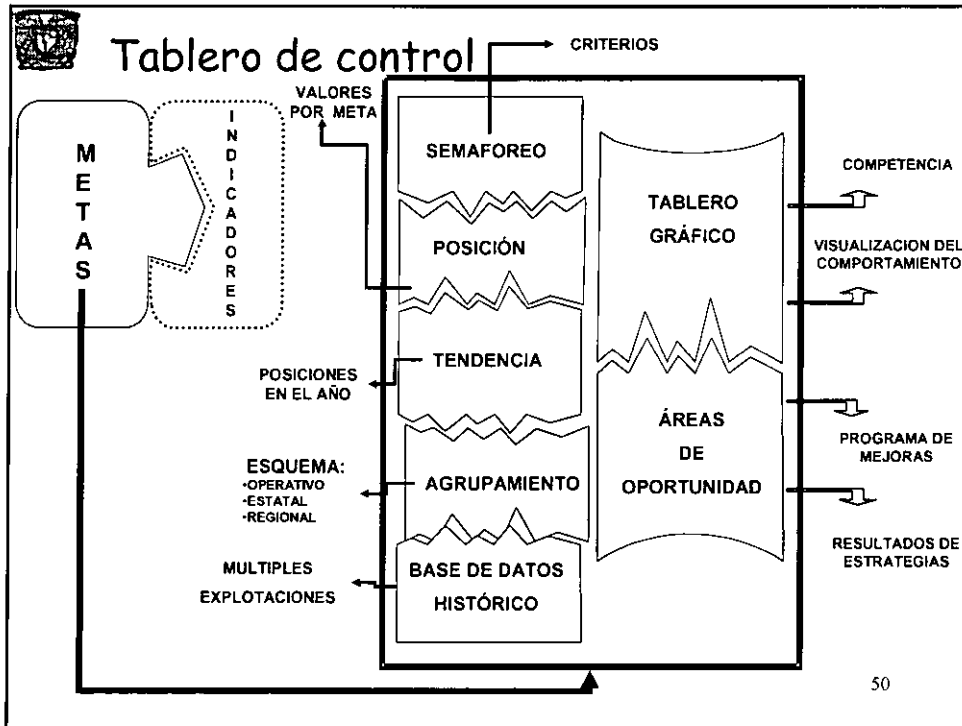 Tablero de control
CRITERIOS
VALORES
POR META
METAS
INDICADORES
SEMAFOREO
POSICIÓN
TENDENCIA
POSICIONES
EN EL AÑO
AGRUPAMIENTO
ESQUEMA:
•OPERATIVO
•ESTATAL
•REGIONAL
BASE DE DATOS
HISTÓRICO
MULTIPLES
EXPLOTACIONES
TABLERO
GRÁFICO
COMPETENCIA
VISUALIZACION DEL
COMPORTAMIENTO
ÁREAS
DE
OPORTUNIDAD
PROGRAMA DE
MEJORAS
RESULTADOS DE
ESTRATEGIAS
50